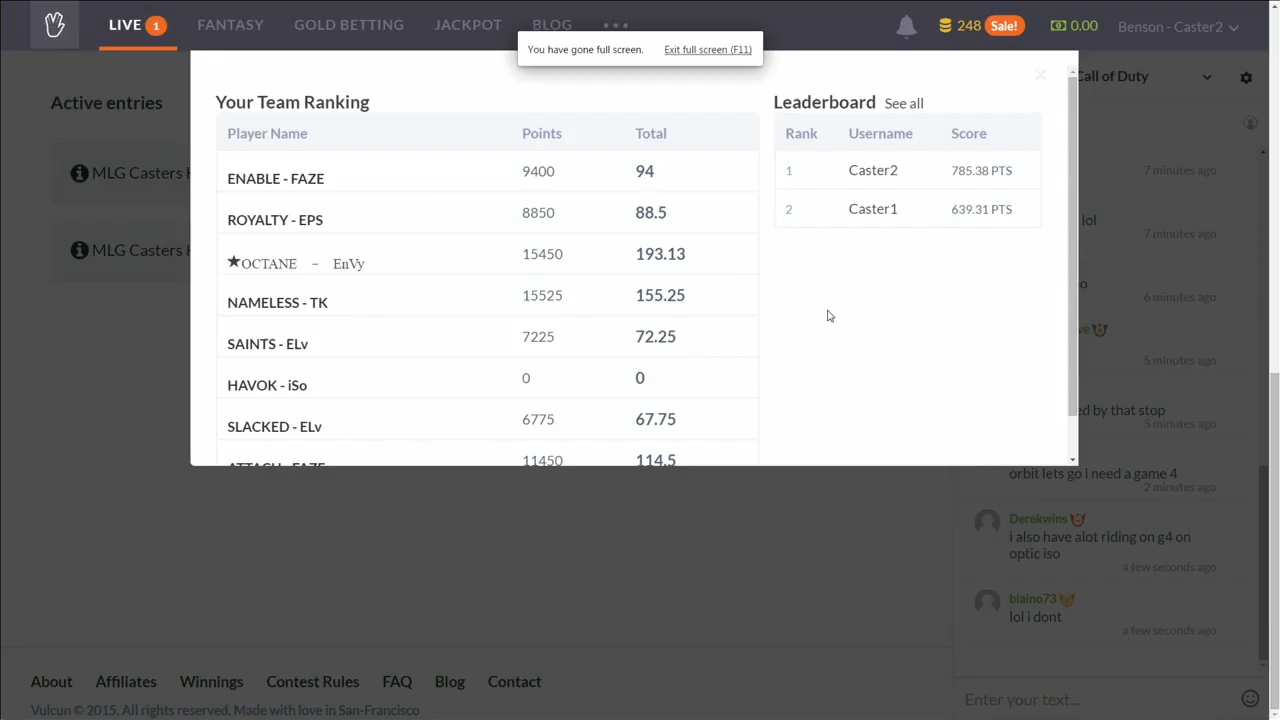 LIVE 1 FANTASY GOLD BETTING JACKPOT BLOG ••• 248 Sale! 0.00 Benson - Caster2
You have gone full screen. Exit full screen (F11)
Active entries
MLG Casters
MLG Casters
Your Team Ranking
Player Name Points Total
ENABLE - FAZE 9400 94
ROYALTY - EPS 8850 88.5
★OCTANE – EnVy 15450 193.13
NAMELESS - TK 15525 155.25
SAINTS - ELv 7225 72.25
HAVOK - iSo 0 0
SLACKED - ELv 6775 67.75
ATTACH - FAZE 11450 114.5
Leaderboard See all
Rank Username Score
1 Caster2 785.38 PTS
2 Caster1 639.31 PTS
Call of Duty
7 minutes ago
lol
7 minutes ago
6 minutes ago
5 minutes ago
by that stop
5 minutes ago
orbit lets go i need a game 4
2 minutes ago
Derekwins
i also have alot riding on g4 on
optic iso
a few seconds ago
blaino73
lol i dont
a few seconds ago
Enter your text...
About Affiliates Winnings Contest Rules FAQ Blog Contact
Vulcun © 2015. All rights reserved. Made with love in San-Francisco